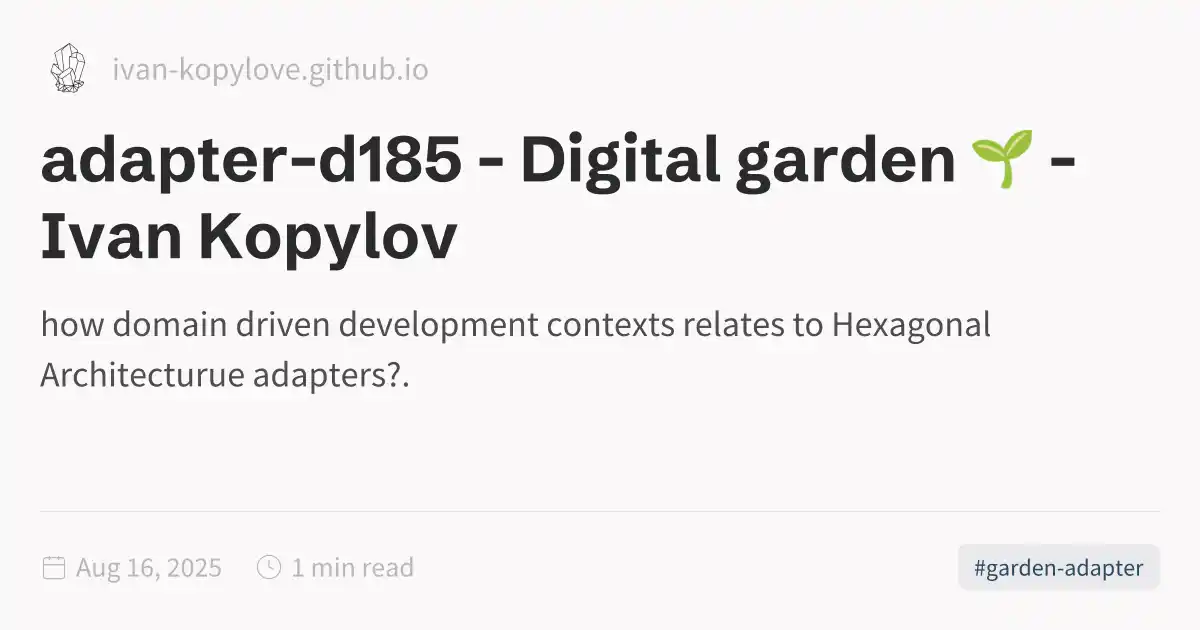 ivan-kopylove.github.io
adapter-d185 - Digital garden 🌱 -
Ivan Kopylov
how domain driven development contexts relates to Hexagonal
Architecturue adapters?.
Aug 16, 2025
1 min read
#garden-adapter